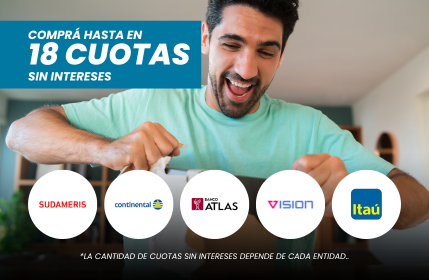 COMPRÁ HASTA EN
18 CUOTAS
SIN INTERESES
SUDAMERIS
continental
BANCO
ATLAS
VISION
Itaú
*LA CANTIDAD DE CUOTAS SIN INTERESES DEPENDE DE CADA ENTIDAD..